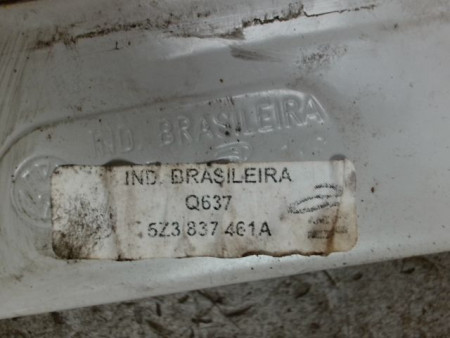 IND. BRASILEIRA
IND. BRASILEIRA
Q637
5Z3 837 461A